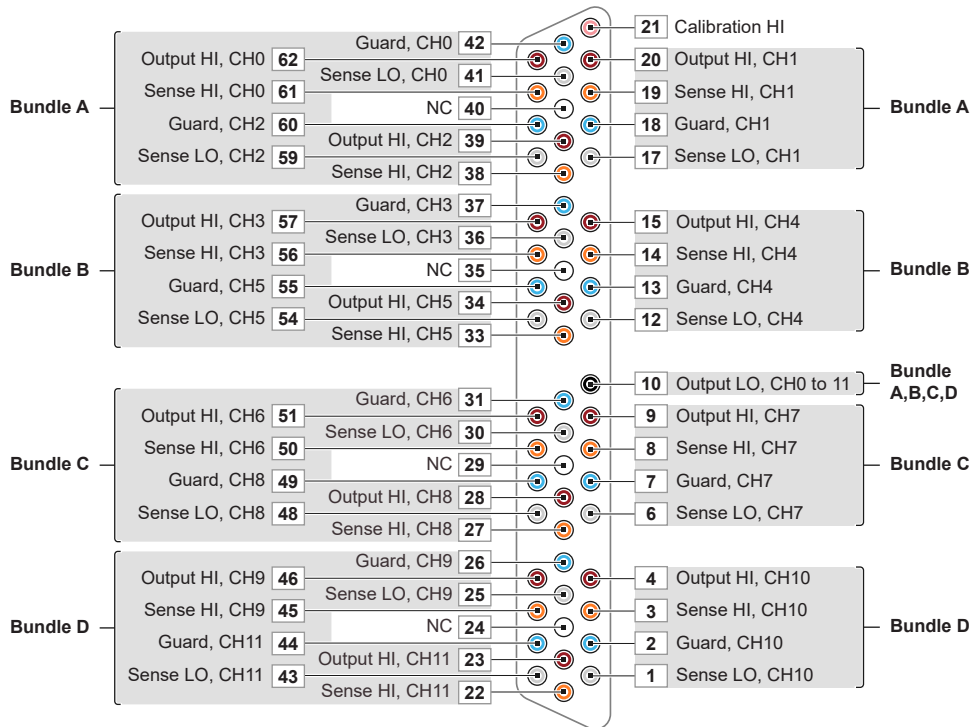 21 Calibration HI
Guard, CH0 42
Output HI, CH0 62
20 Output HI, CH1
Sense LO, CH0 41
Sense HI, CH0 61
19 Sense HI, CH1
Bundle A
NC 40
Bundle A
Guard, CH2 60
18 Guard, CH1
Output HI, CH2 39
Sense LO, CH2 59
17 Sense LO, CH1
Sense HI, CH2 38
Guard, CH3 37
Output HI, CH3 57
15 Output HI, CH4
Sense LO, CH3 36
Sense HI, CH3 56
14 Sense HI, CH4
Bundle B
NC 35
Bundle B
Guard, CH5 55
13 Guard, CH4
Output HI, CH5 34
Sense LO, CH5 54
12 Sense LO, CH4
Sense HI, CH5 33
10 Output LO, CH0 to 11
Bundle
A,B,C,D
Guard, CH6 31
Output HI, CH6 51
9 Output HI, CH7
Sense LO, CH6 30
Sense HI, CH6 50
8 Sense HI, CH7
Bundle C
NC 29
Bundle C
Guard, CH8 49
7 Guard, CH7
Output HI, CH8 28
Sense LO, CH8 48
6 Sense LO, CH7
Sense HI, CH8 27
Guard, CH9 26
Output HI, CH9 46
4 Output HI, CH10
Sense LO, CH9 25
Sense HI, CH9 45
3 Sense HI, CH10
Bundle D
NC 24
Bundle D
Guard, CH11 44
2 Guard, CH10
Output HI, CH11 23
Sense LO, CH11 43
1 Sense LO, CH10
Sense HI, CH11 22